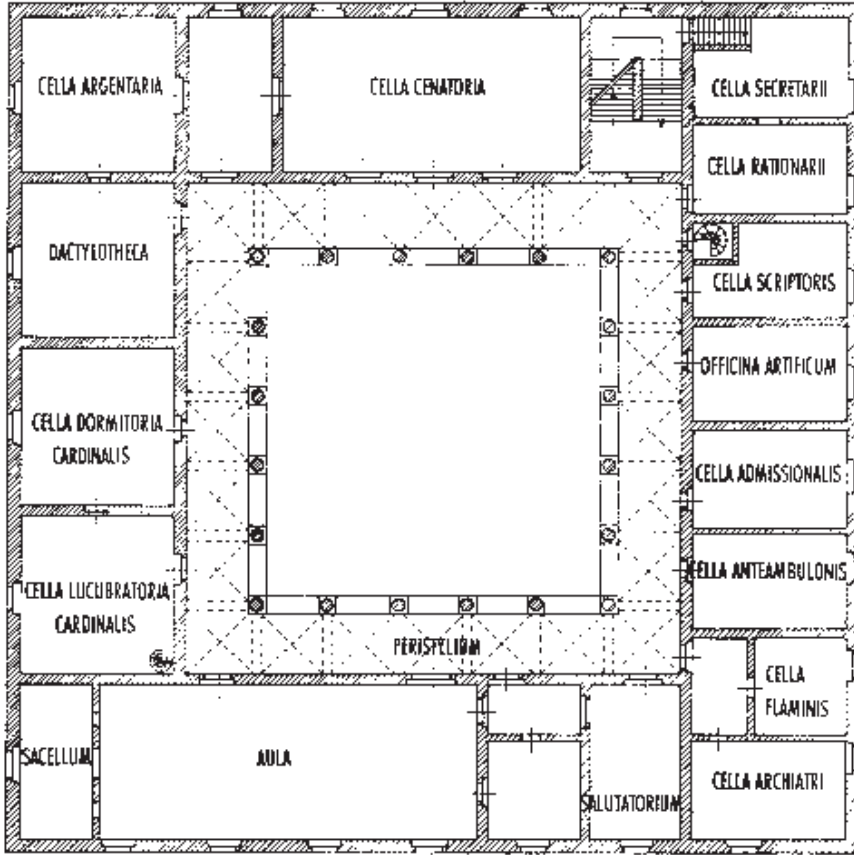 CELLA ARGENTARIA
CELLA CENATORIA
CELLA SECRETARII
CELLA RATIONARII
DACTYLOTHECA
CELLA SCRIPTORIS
OFFICINA ARTIFICUM
CELLA DORMITORIA
CARDINALIS
CELLA ADMISSIONALIS
CELLA ANTEAMBULONIS
CELLA LUCUBRATORIA
CARDINALIS
PERISTELIUM
CELLA
FLAMINIS
SACELLUM
AULA
SALUTATORIUM
CELLA ARCHIATRI